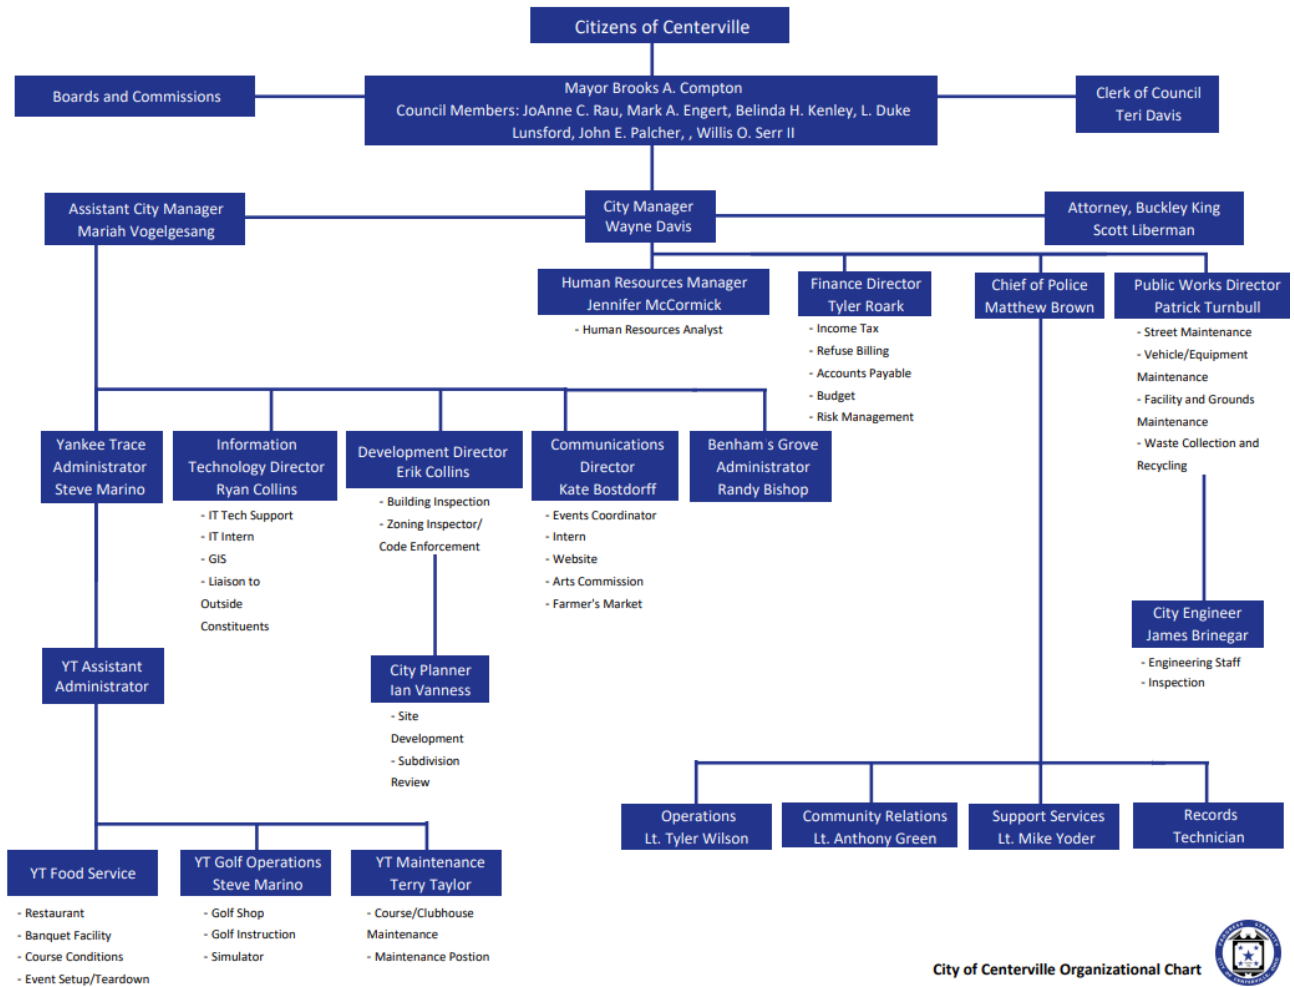 Citizens of Centerville
Boards and Commissions
Mayor Brooks A. Compton
Council Members: JoAnne C. Rau, Mark A. Engert, Belinda H. Kenley, L. Duke
Lunsford, John E. Palcher, , Willis O. Serr II
Clerk of Council
Teri Davis
Assistant City Manager
Mariah Vogelgesang
City Manager
Wayne Davis
Attorney, Buckley King
Scott Liberman
Human Resources Manager
Jennifer McCormick
- Human Resources Analyst
Finance Director
Tyler Roark
- Income Tax
- Refuse Billing
- Accounts Payable
- Budget
- Risk Management
Chief of Police
Matthew Brown
Public Works Director
Patrick Turnbull
- Street Maintenance
- Vehicle/Equipment
Maintenance
- Facility and Grounds
Maintenance
- Waste Collection and
Recycling
Yankee Trace
Administrator
Steve Marino
Information
Technology Director
Ryan Collins
- IT Tech Support
- IT Intern
- GIS
- Liaison to
Outside
Constituents
Development Director
Erik Collins
- Building Inspection
- Zoning Inspector/
Code Enforcement
Communications
Director
Kate Bostdorff
- Events Coordinator
- Intern
- Website
- Arts Commission
- Farmer's Market
Benham's Grove
Administrator
Randy Bishop
City Engineer
James Brinegar
- Engineering Staff
- Inspection
YT Assistant
Administrator
City Planner
Ian Vanness
- Site
Development
- Subdivision
Review
Operations
Lt. Tyler Wilson
Community Relations
Lt. Anthony Green
Support Services
Lt. Mike Yoder
Records
Technician
YT Food Service
- Restaurant
- Banquet Facility
- Course Conditions
- Event Setup/Teardown
YT Golf Operations
Steve Marino
- Golf Shop
- Golf Instruction
- Simulator
YT Maintenance
Terry Taylor
- Course/Clubhouse
Maintenance
- Maintenance Postion
City of Centerville Organizational Chart
PROGRESS STABILITY
CITY OF CENTERVILLE, OHIO